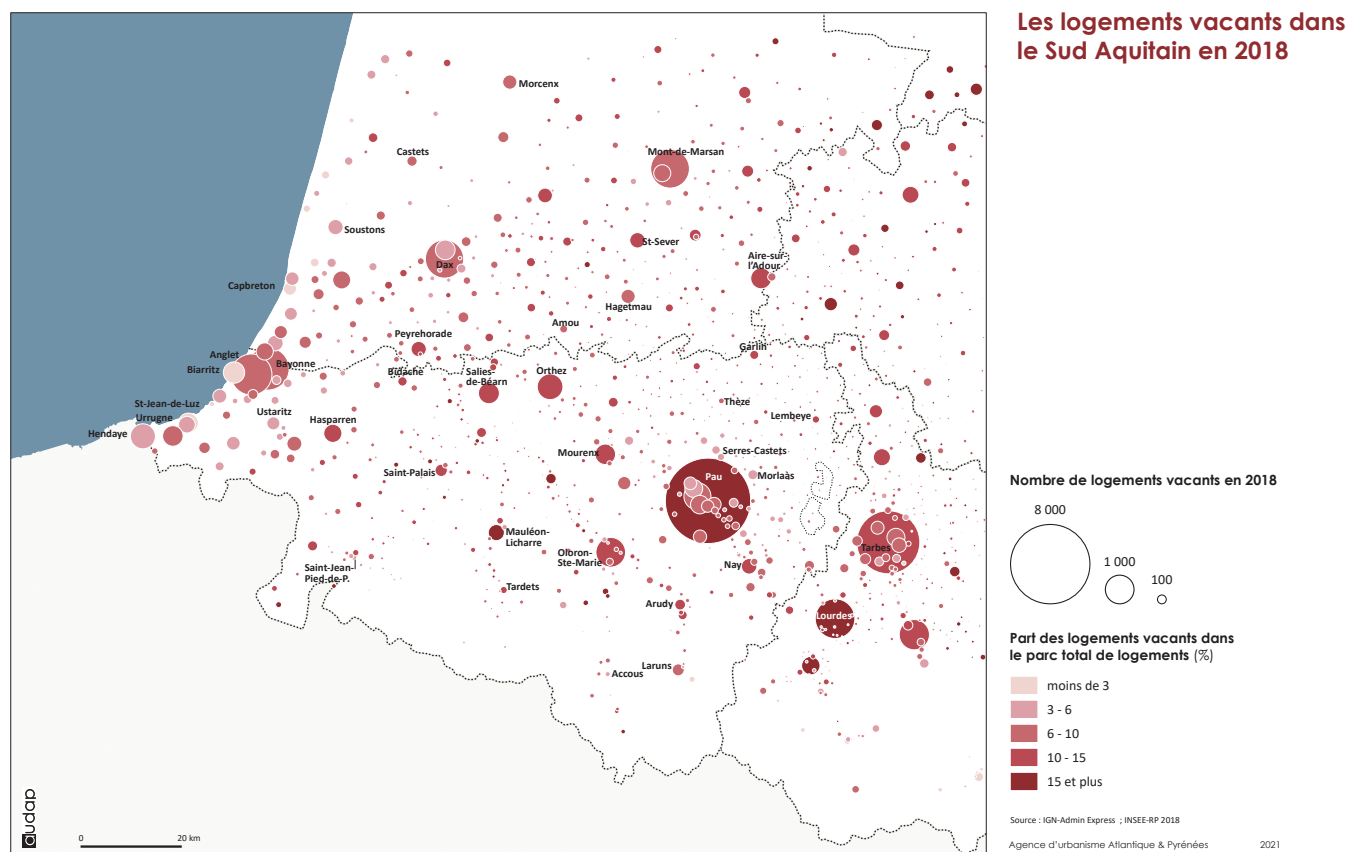 Les logements vacants dans
le Sud Aquitain en 2018
Morcenx
Castets
Mont-de-Marsan
Soustons
St-Sever
Dax
Aire-sur
l'Adour
Capbreton
Hagetmau
Amou
Peyrehorade
Garlin
Anglet
Bayonne
Biarritz
Bidache
Salies-
de-Béarn
Orthez
Thèze
St-Jean-de-Luz
Urrugne
Ustaritz
Hasparren
Lembeye
Hendaye
Mourenx
Serres-Castets
Saint-Palais
Pau
Morlaàs
Mauléon-
Licharre
Oloron-
Ste-Marie
Tarbes
Saint-Jean-
Pied-de-P.
Nay
Tardets
Arudy
Lourdes
Laruns
Accous
Nombre de logements vacants en 2018
8 000
1 000
100
Part des logements vacants dans
le parc total de logements (%)
moins de 3
3 - 6
6 - 10
10 - 15
15 et plus
audap
0
20 km
Source : IGN-Admin Express ; INSEE-RP 2018
Agence d'urbanisme Atlantique & Pyrénées
2021